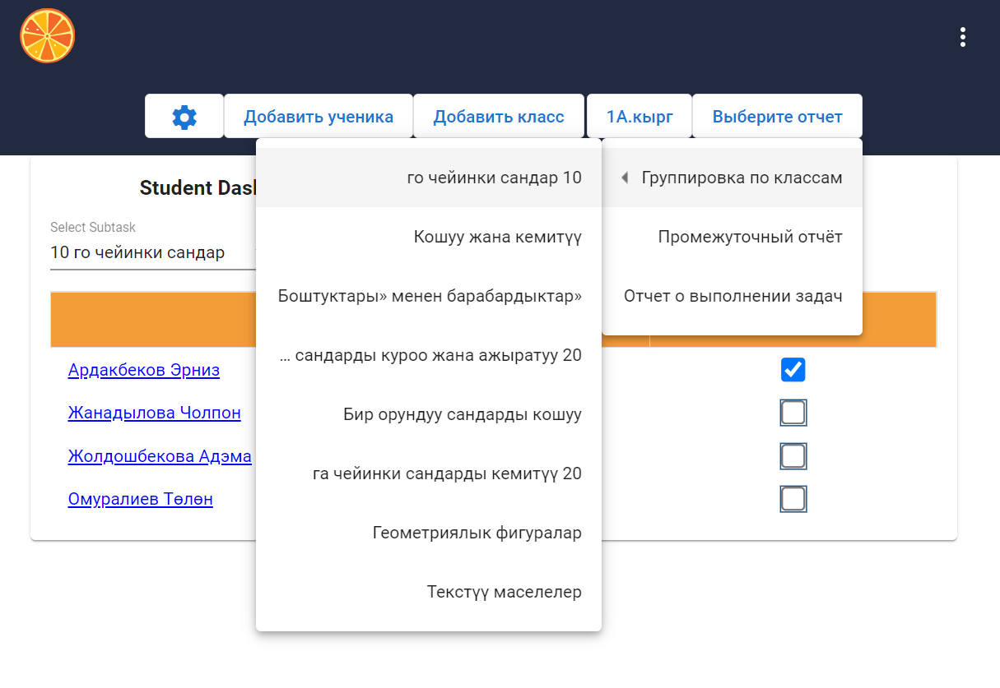 Добавить ученика
Добавить класс
1А.кырг
Выберите отчет
Группировка по классам
Промежуточный отчёт
Отчет о выполнении задач
го чейинки сандар 10
Кошуу жана кемитүү
Боштуктары» менен барабардыктар»
... сандарды куроо жана ажыратуу 20
Бир орундуу сандарды кошуу
га чейинки сандарды кемитүү 20
Геометриялык фигуралар
Текстүү маселелер
Student Das
Select Subtask
10 го чейинки сандар
Ардакбеков Эрниз
Жанадылова Чолпон
Жолдошбекова Адэма
Омуралиев Төлөн